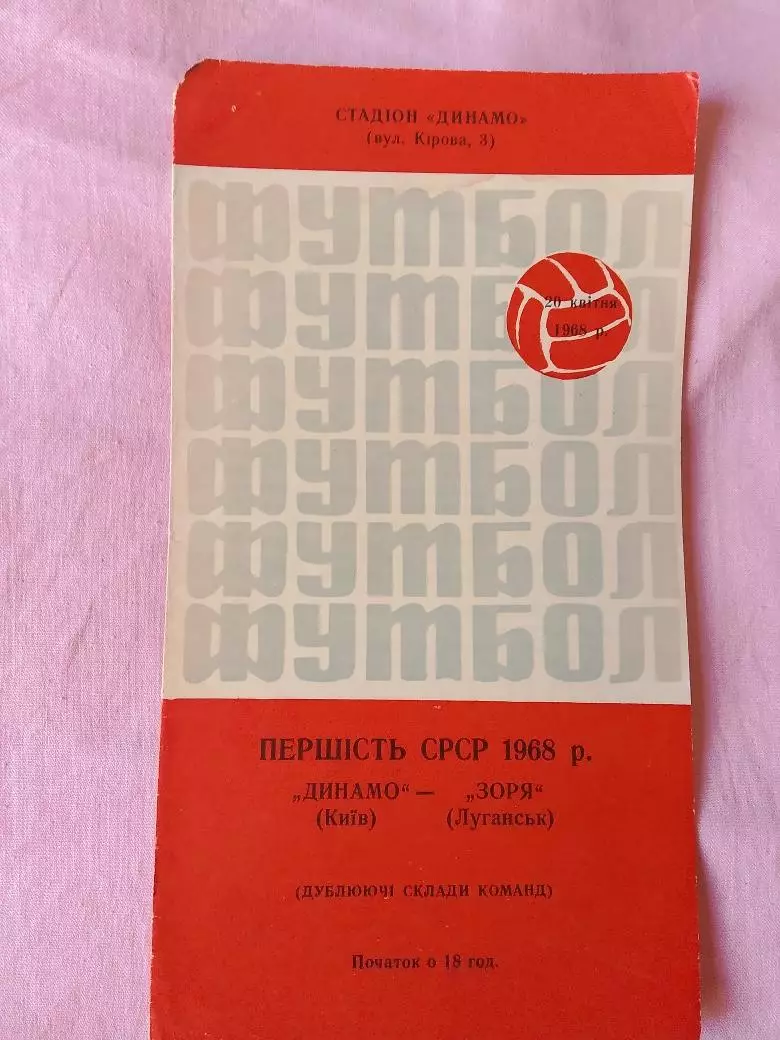 СТАДІОН «ДИНАМО»
(вул. Кірова, 3)
ФУТБОЛ
ФУТБОЛ
20 квітня
1968 р.
ФУТБОЛ
ФУТБОЛ
ФУТБОЛ
ФУТБОЛ
ПЕРШІСТЬ СРСР 1968 р.
„ДИНАМО“ — „ЗОРЯ“
(Київ) (Луганськ)
(ДУБЛЮЮЧІ СКЛАДИ КОМАНД)
Початок о 18 год.